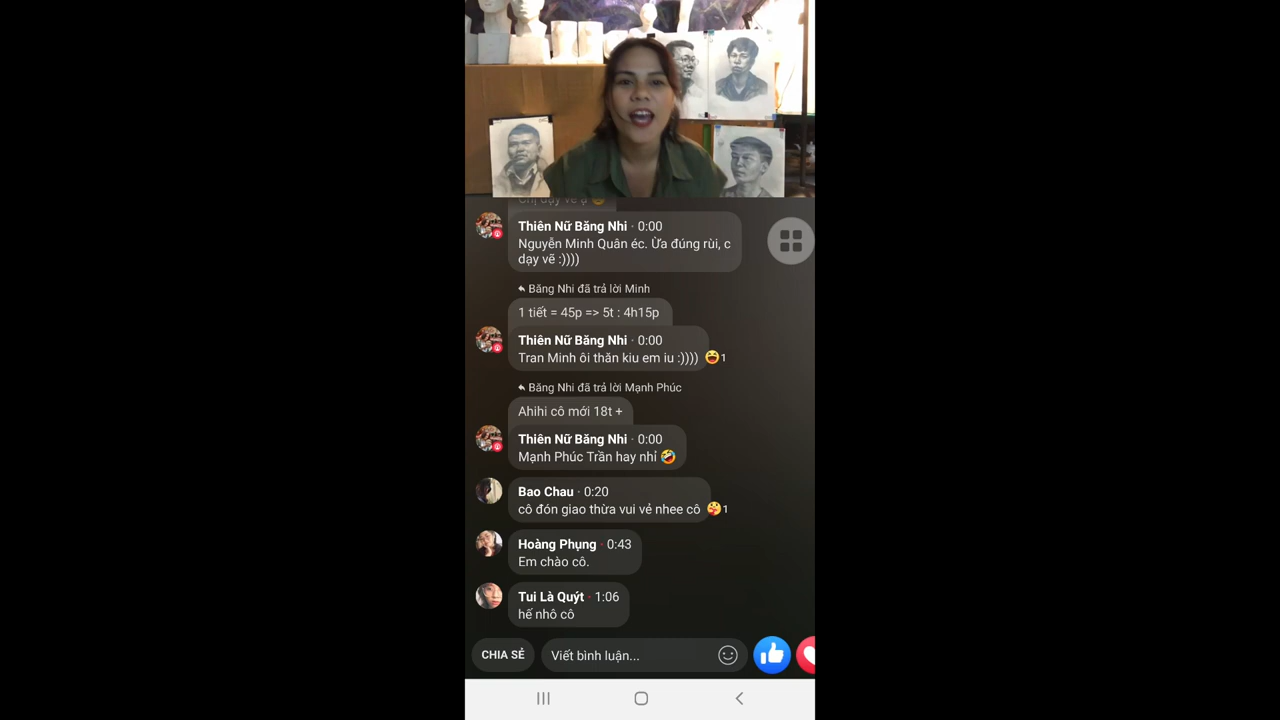 Chị dạy vẽ ạ
Thiên Nữ Băng Nhi · 0:00
Nguyễn Minh Quân éc. Ừa đúng rùi, c
dạy vẽ :))))
Băng Nhi đã trả lời Minh
1 tiết = 45p => 5t : 4h15p
Thiên Nữ Băng Nhi · 0:00
Tran Minh ôi thăn kiu em iu :)))) 😆1
Băng Nhi đã trả lời Mạnh Phúc
Ahihi cô mới 18t +
Thiên Nữ Băng Nhi · 0:00
Mạnh Phúc Trần hay nhỉ 🤣
Bao Chau · 0:20
cô đón giao thừa vui vẻ nhee cô 🤗1
Hoàng Phụng · 0:43
Em chào cô.
Tui Là Quýt · 1:06
hế nhô cô
CHIA SẺ
Viết bình luận...